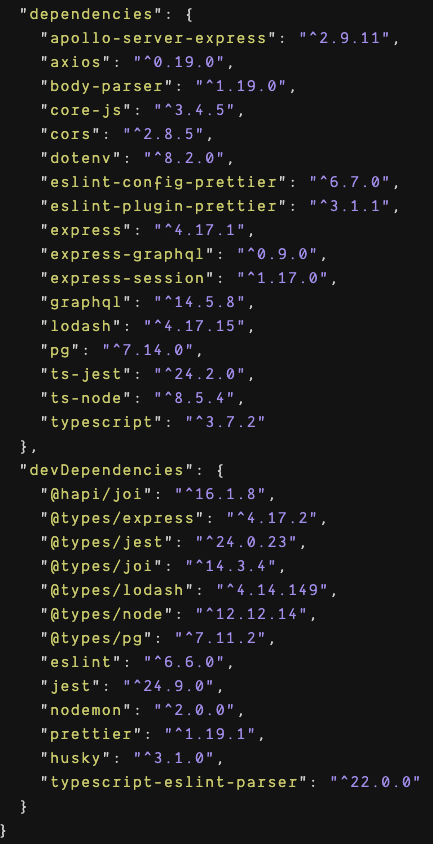 "dependencies": {
"apollo-server-express": "^2.9.11",
"axios": "^0.19.0",
"body-parser": "^1.19.0",
"core-js": "^3.4.5",
"cors": "^2.8.5",
"dotenv": "^8.2.0",
"eslint-config-prettier": "^6.7.0",
"eslint-plugin-prettier": "^3.1.1",
"express": "^4.17.1",
"express-graphql": "^0.9.0",
"express-session": "^1.17.0",
"graphql": "^14.5.8",
"lodash": "^4.17.15",
"pg": "^7.14.0",
"ts-jest": "^24.2.0",
"ts-node": "^8.5.4",
"typescript": "^3.7.2"
},
"devDependencies": {
"@hapi/joi": "^16.1.8",
"@types/express": "^4.17.2",
"@types/jest": "^24.0.23",
"@types/joi": "^14.3.4",
"@types/lodash": "^4.14.149",
"@types/node": "^12.12.14",
"@types/pg": "^7.11.2",
"eslint": "^6.6.0",
"jest": "^24.9.0",
"nodemon": "^2.0.0",
"prettier": "^1.19.1",
"husky": "^3.1.0",
"typescript-eslint-parser": "^22.0.0"
}
}